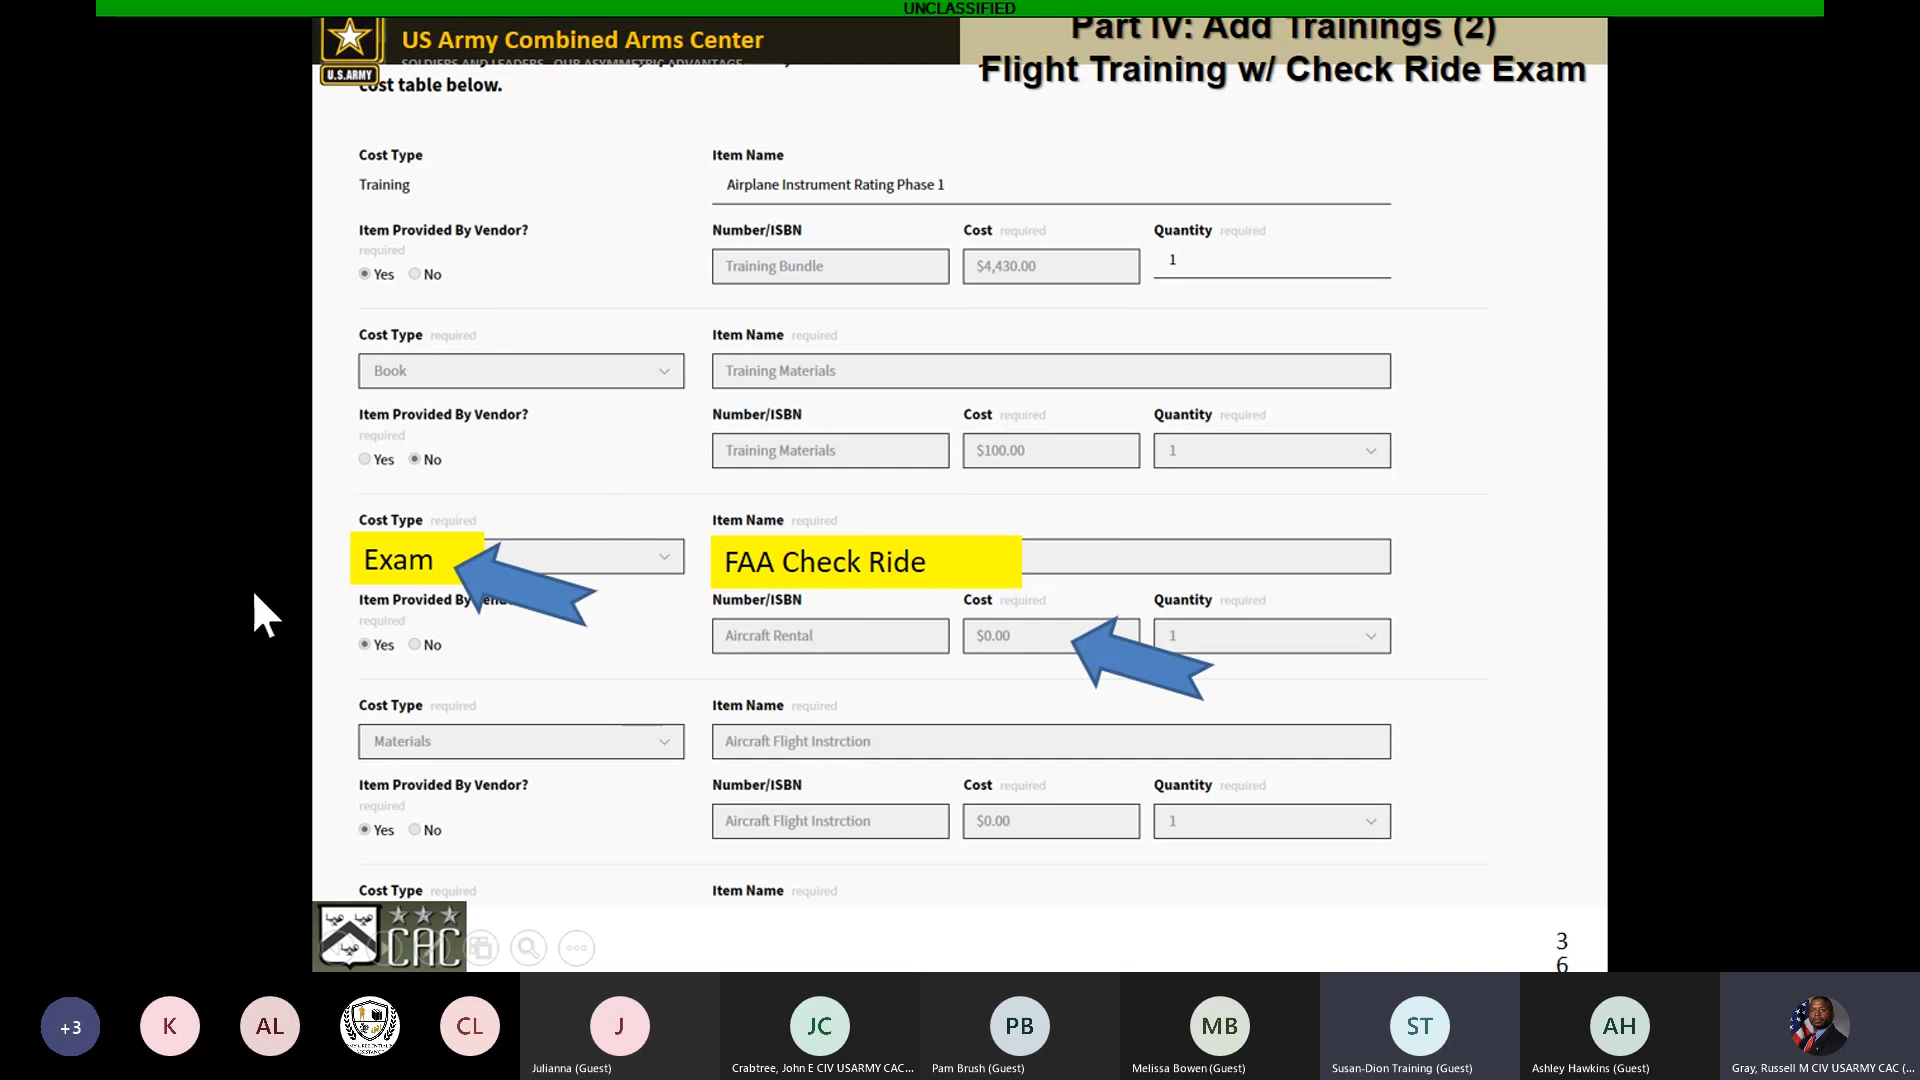 UNCLASSIFIED
US Army Combined Arms Center
SOLDIERS AND LEADERS - OUR ASYMMETRIC ADVANTAGE
U.S.ARMY
Part IV: Add Trainings (2)
Flight Training w/ Check Ride Exam
cost table below.
Cost Type Item Name
Training Airplane Instrument Rating Phase 1
Item Provided By Vendor? Number/ISBN Cost required Quantity required
required
Yes No Training Bundle $4,430.00 1
Cost Type required Item Name required
Book Training Materials
Item Provided By Vendor? Number/ISBN Cost required Quantity required
required
Yes No Training Materials $100.00 1
Cost Type required Item Name required
Exam FAA Check Ride
Item Provided By Number/ISBN Cost required Quantity required
required
Yes No Aircraft Rental $0.00 1
Cost Type required Item Name required
Materials Aircraft Flight Instrction
Item Provided By Vendor? Number/ISBN Cost required Quantity required
required
Yes No Aircraft Flight Instrction $0.00 1
Cost Type required Item Name required
CAC
3
6
+3 K AL CL J JC PB MB ST AH
Julianna (Guest) Crabtree, John E CIV USARMY CAC... Pam Brush (Guest) Melissa Bowen (Guest) Susan-Dion Training (Guest) Ashley Hawkins (Guest) Gray, Russell M CIV USARMY CAC (...